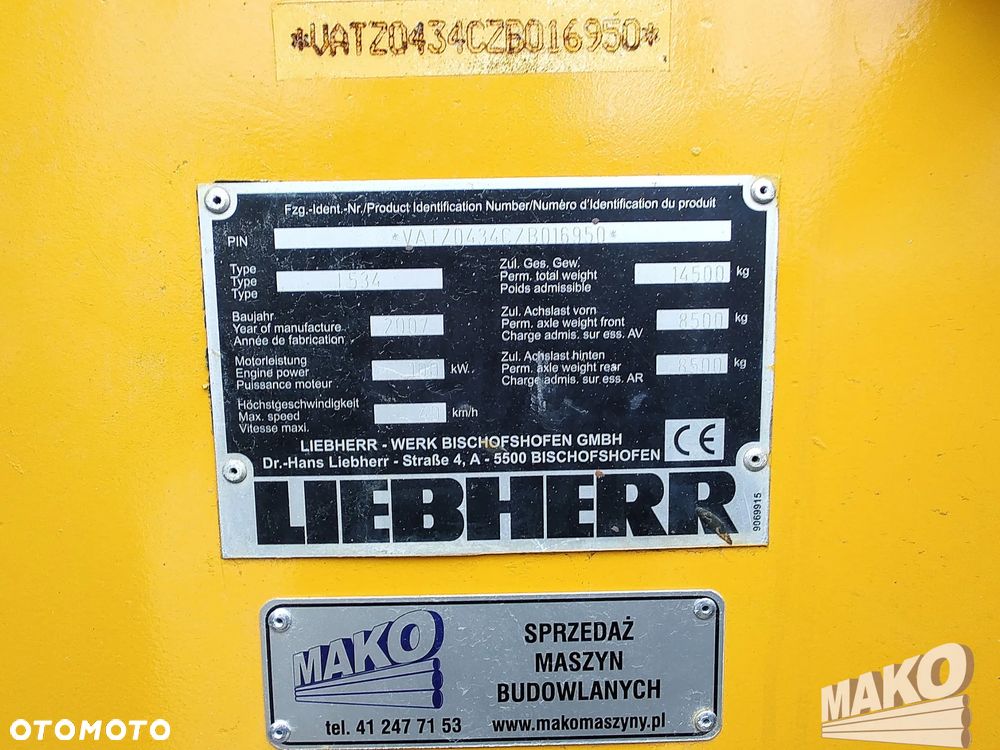 *VATZ0434CZB016950*
Fzg.-Ident.-Nr./Product Identification Number/Numéro d'Identification du produit
PIN *VATZ0434CZB016950*
Type
Type L534
Type
Zul. Ges. Gew.
Perm. total weight 14500 kg
Poids admissible
Baujahr
Year of manufacture 2007
Année de fabrication
Zul. Achslast vorn
Perm. axle weight front 8500 kg
Charge admis. sur ess. AV
Motorleistung
Engine power kW.
Puissance moteur
Zul. Achslast hinten
Perm. axle weight rear 8500 kg
Charge admis. sur ess. AR
Höchstgeschwindigkeit
Max. speed km/h
Vitesse maxi.
LIEBHERR - WERK BISCHOFSHOFEN GMBH
Dr.-Hans Liebherr - Straße 4, A - 5500 BISCHOFSHOFEN
CE
LIEBHERR
9069915
MAKO
SPRZEDAŻ
MASZYN
BUDOWLANYCH
tel. 41 247 71 53 www.makomaszyny.pl
MAKO
OTOMOTO